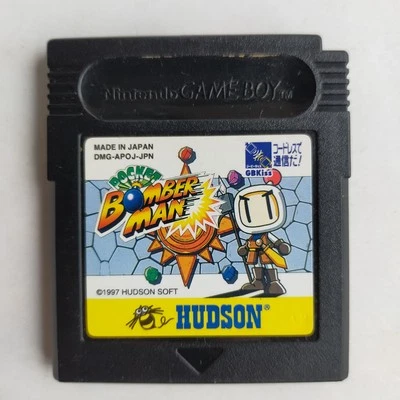 Nintendo GAME BOY™
MADE IN JAPAN
DMG-APOJ-JPN
コードレスで
通信だ!
GBKiss
POCKET
BOMBER
MAN
©1997 HUDSON SOFT
HUDSON®